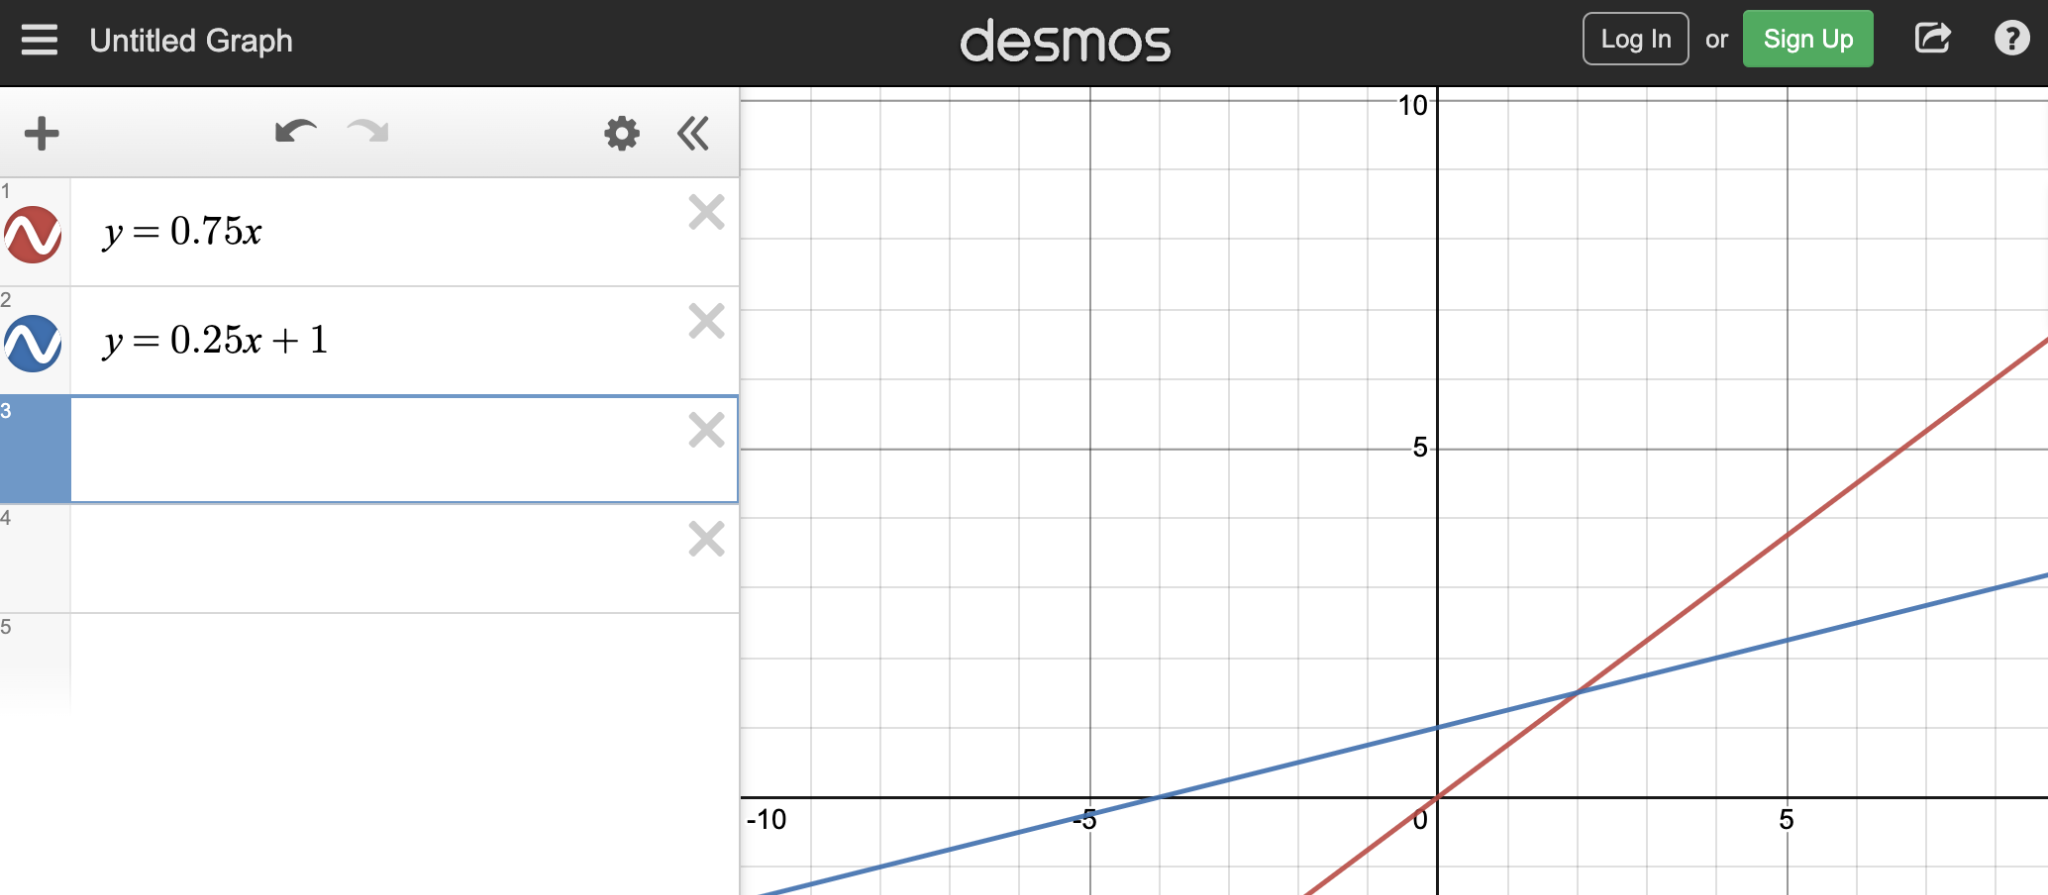 Untitled Graph
desmos
Log In or Sign Up
?
1
y = 0.75x
2
y = 0.25x + 1
3
4
5
10
5
-10
-5
0
5